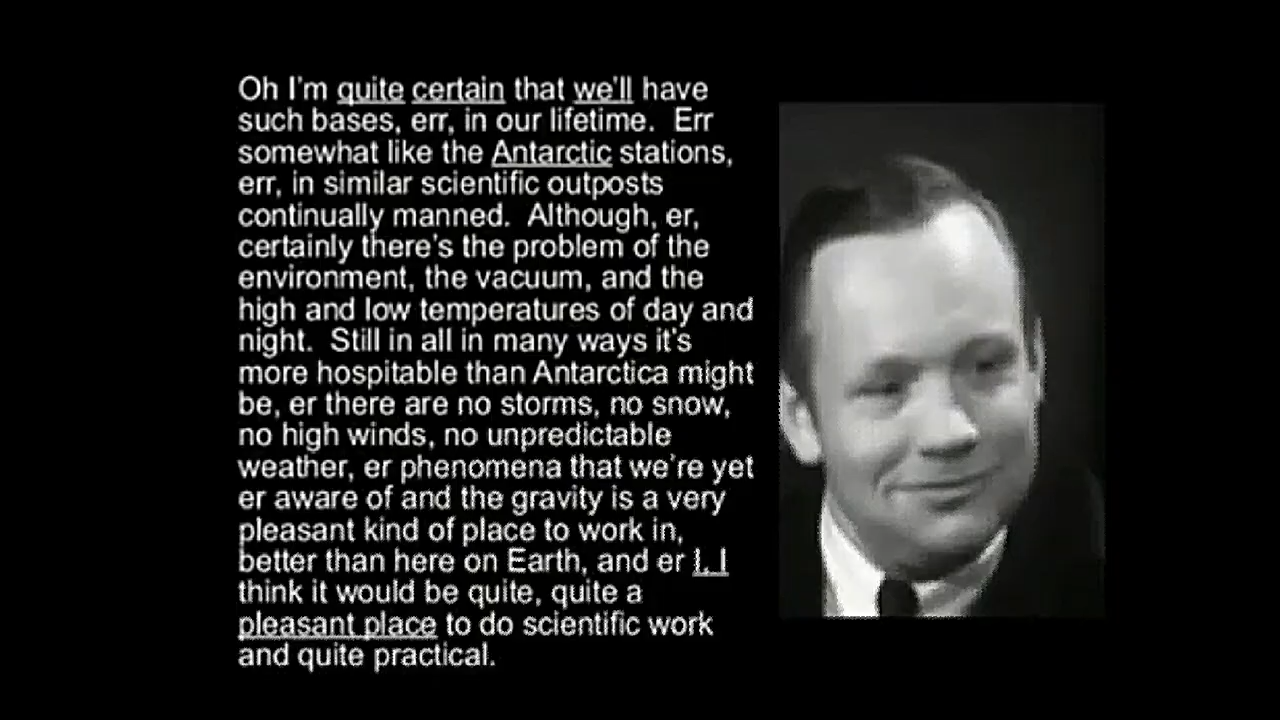 Oh I'm quite certain that we'll have
such bases, err, in our lifetime.  Err
somewhat like the Antarctic stations,
err, in similar scientific outposts
continually manned.  Although, er,
certainly there's the problem of the
environment, the vacuum, and the
high and low temperatures of day and
night.  Still in all in many ways it's
more hospitable than Antarctica might
be, er there are no storms, no snow,
no high winds, no unpredictable
weather, er phenomena that we're yet
er aware of and the gravity is a very
pleasant kind of place to work in,
better than here on Earth, and er I, I
think it would be quite, quite a
pleasant place to do scientific work
and quite practical.